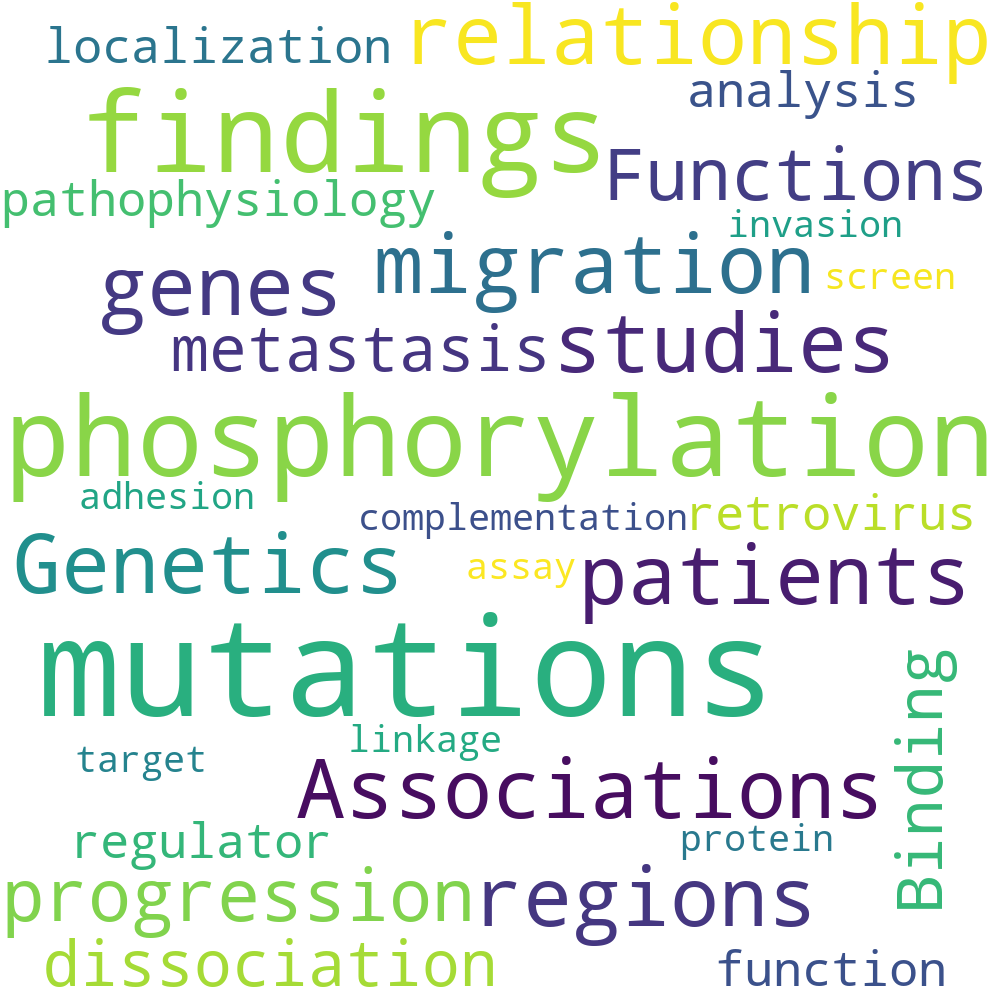 relationship
localization
analysis
findings
Functions
pathophysiology
invasion
migration
screen
genes
studies
metastasis
phosphorylation
adhesion
complementation
retrovirus
Genetics
assay
patients
mutations
Binding
linkage
target
Associations
regulator
protein
progression
regions
dissociation
function